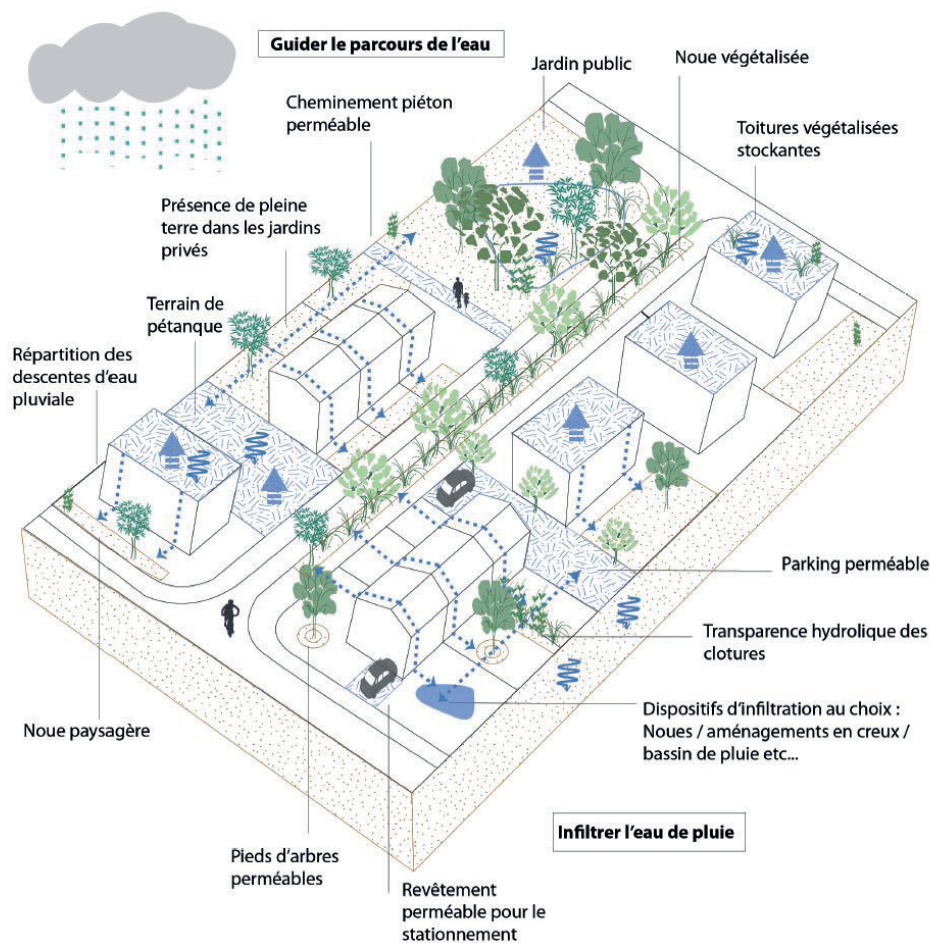 Guider le parcours de l'eau
Jardin public
Noue végétalisée
Cheminement piéton
perméable
Toitures végétalisées
stockantes
Présence de pleine
terre dans les jardins
privés
Terrain de
pétanque
Répartition des
descentes d'eau
pluviale
Parking perméable
Transparence hydrolique des
clotures
Noue paysagère
Dispositifs d'infiltration au choix :
Noues / aménagements en creux /
bassin de pluie etc...
Infiltrer l'eau de pluie
Pieds d'arbres
perméables
Revêtement
perméable pour le
stationnement